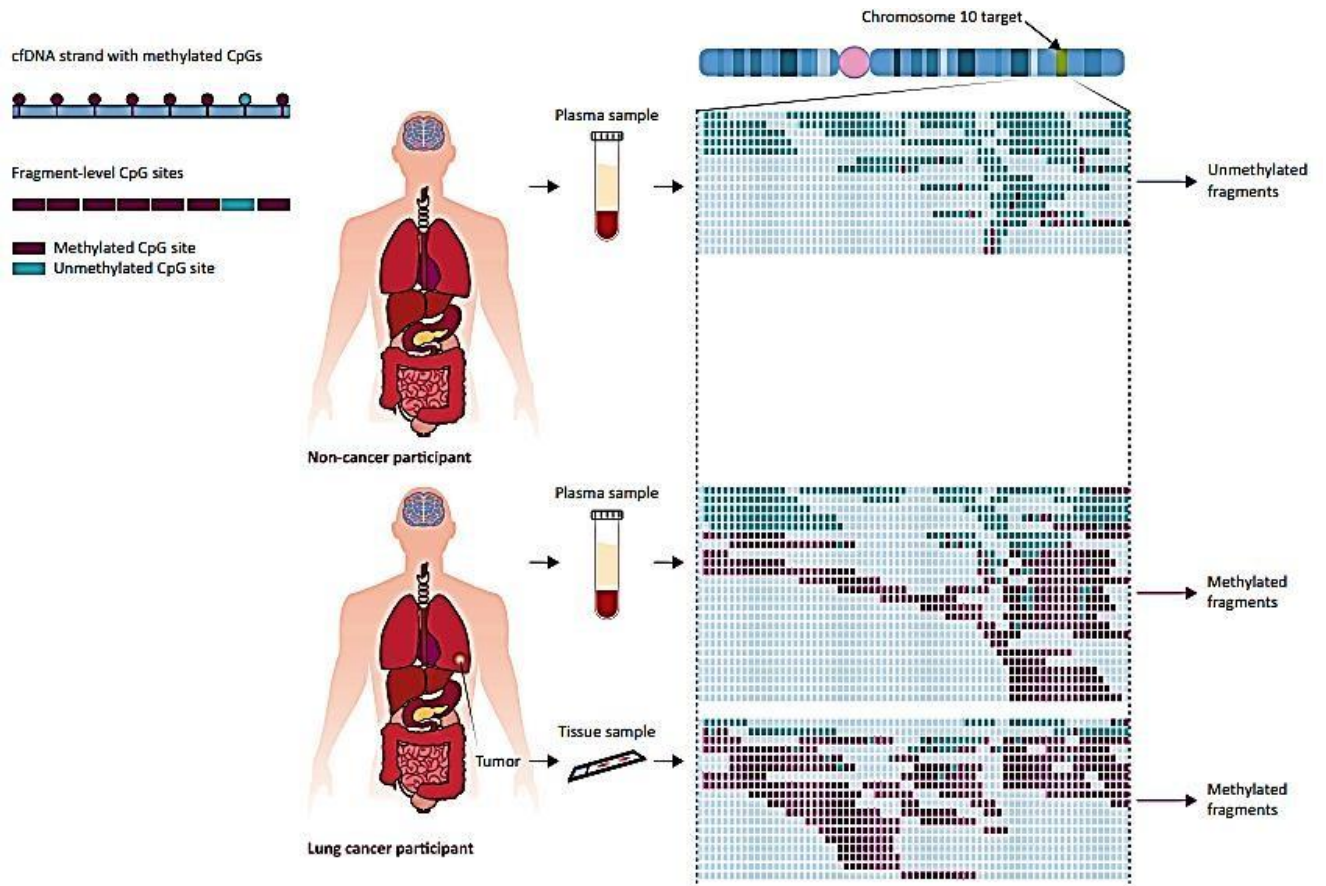 Chromosome 10 target
cfDNA strand with methylated CpGs
Fragment-level CpG sites
Methylated CpG site
Unmethylated CpG site
Plasma sample
Unmethylated
fragments
Non-cancer participant
Plasma sample
Methylated
fragments
Tumor
Tissue sample
Methylated
fragments
Lung cancer participant